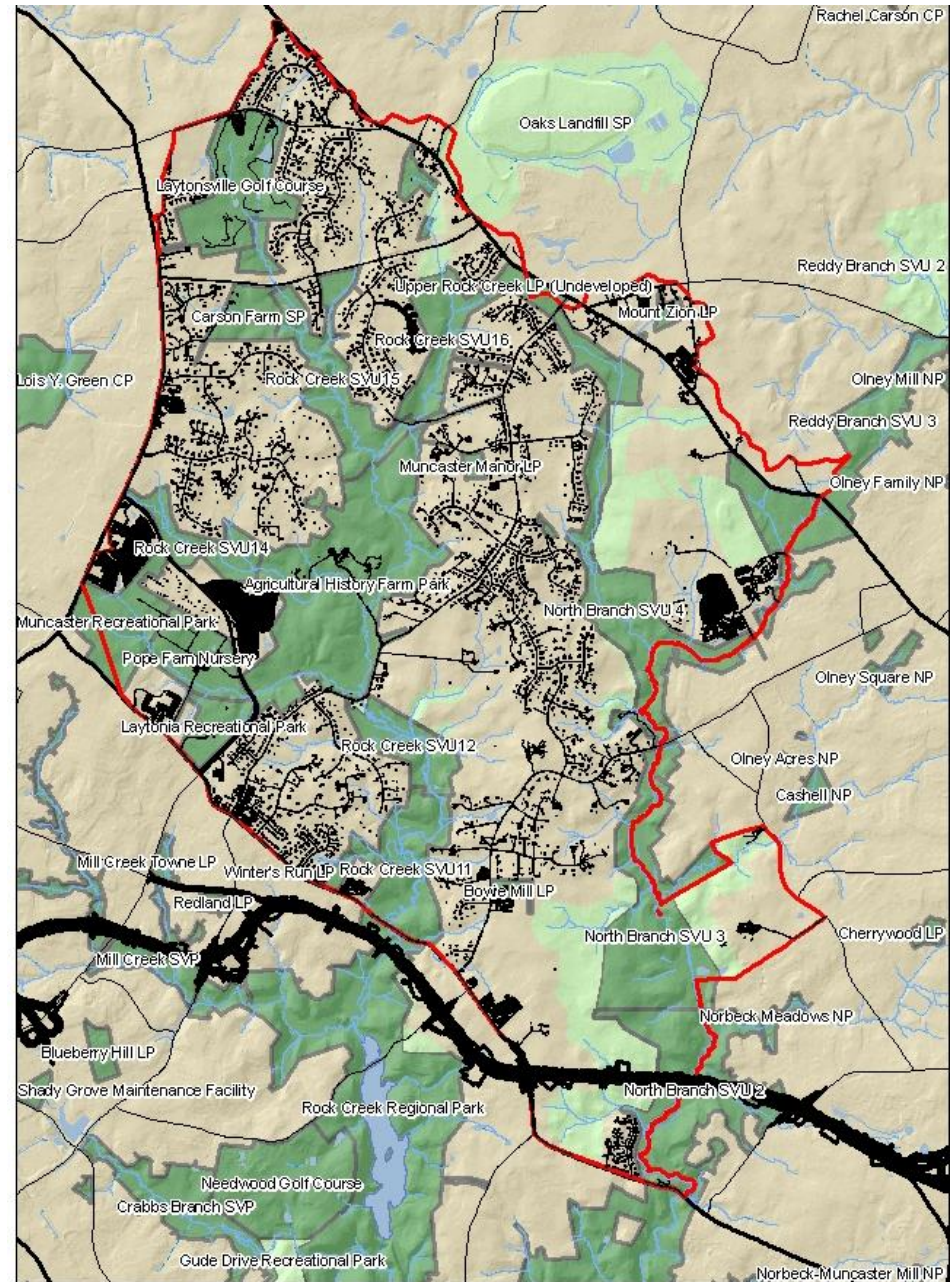 Rachel Carson CP
Oaks Landfill SP
Laytonsville Golf Course
Reddy Branch SVU 2
Upper Rock Creek LP (Undeveloped)
Mount Zion LP
Carson Farm SP
Rock Creek SVU16
Lois Y. Green CP
Rock Creek SVU15
Olney Mill NP
Reddy Branch SVU 3
Muncaster Manor LP
Olney Family NP
Rock Creek SVU14
Agricultural History Farm Park
North Branch SVU 4
Muncaster Recreational Park
Pope Farm Nursery
Olney Square NP
Laytonia Recreational Park
Rock Creek SVU12
Olney Acres NP
Cashell NP
Mill Creek Towne LP
Winter's Run LP
Rock Creek SVU11
Redland LP
Bowie Mill LP
North Branch SVU 3
Cherrywood LP
Mill Creek SVP
Norbeck Meadows NP
Blueberry Hill LP
Shady Grove Maintenance Facility
North Branch SVU 2
Rock Creek Regional Park
Needwood Golf Course
Crabbs Branch SVP
Gude Drive Recreational Park
Norbeck-Muncaster Mill NP